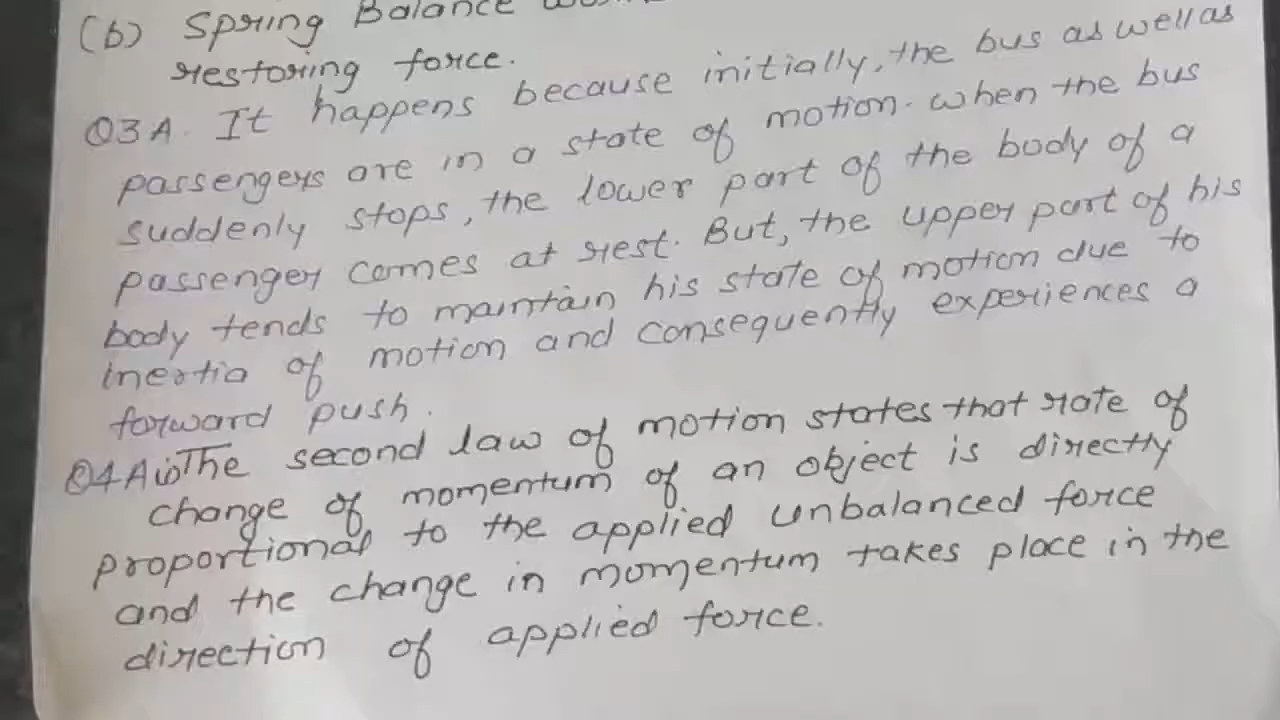 (b) Spring Balance
restoring force.
Q3A. It happens because initially, the bus as well as
passengers are in a state of motion. when the bus
suddenly stops, the lower part of the body of a
passenger comes at rest. But, the upper part of his
body tends to maintain his state of motion due to
inertia of motion and consequently experiences a
forward push.
Q4A(i) The second law of motion states that rate of
change of momentum of an object is directly
proportional to the applied unbalanced force
and the change in momentum takes place in the
direction of applied force.